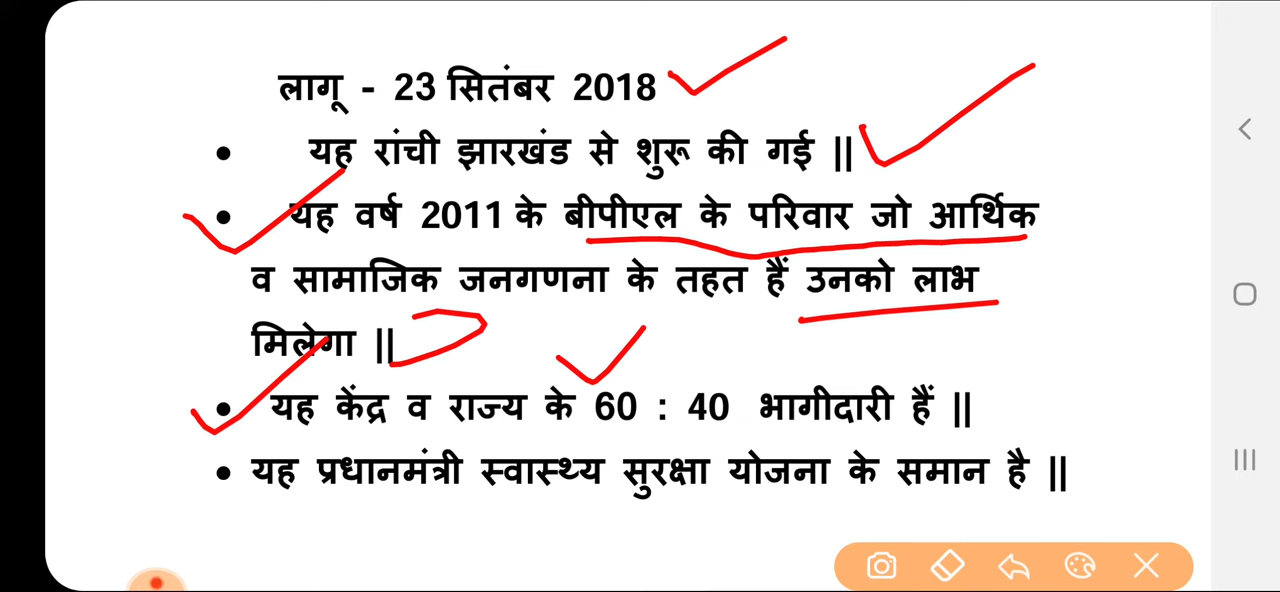 लागू - 23 सितंबर 2018
• यह रांची झारखंड से शुरू की गई ||
• यह वर्ष 2011 के बीपीएल के परिवार जो आर्थिक
व सामाजिक जनगणना के तहत हैं उनको लाभ
मिलेगा ||
• यह केंद्र व राज्य के 60 : 40 भागीदारी हैं ||
• यह प्रधानमंत्री स्वास्थ्य सुरक्षा योजना के समान है ||